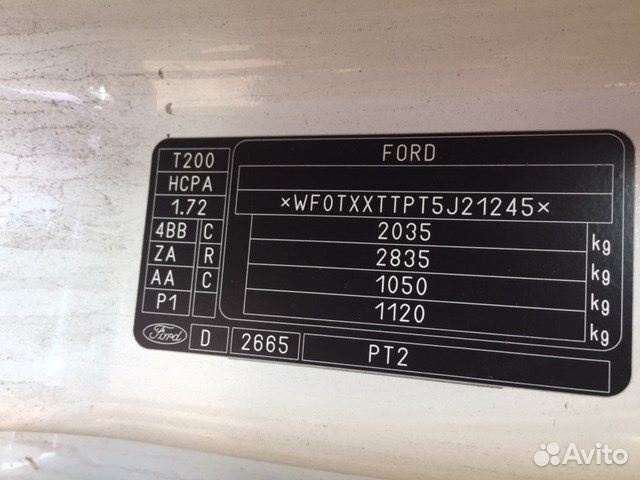 T200
HCPA
1.72
4BB C
ZA R
AA C
P1
FORD
×WF0TXXTTPT5J21245×
2035 kg
2835 kg
1050 kg
1120 kg
Ford D 2665 PT2
Avito